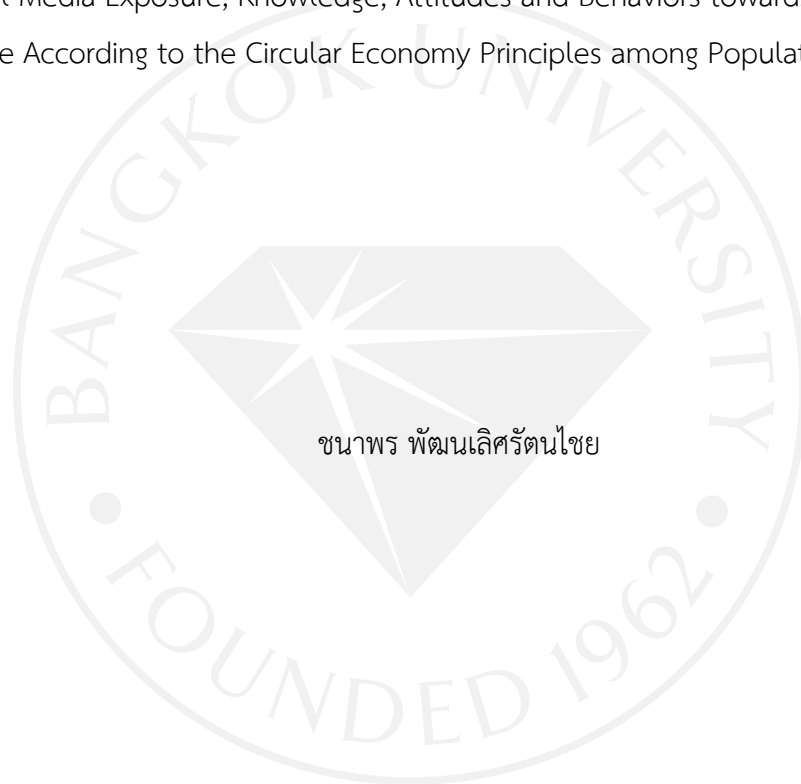 Media Exposure, Knowledge, Attitudes and Behaviors toward
According to the Circular Economy Principles among
ชนาพร พัฒนเลิศรัตนไชย
BANGKOK UNIVERSITY
FOUNDED 1962